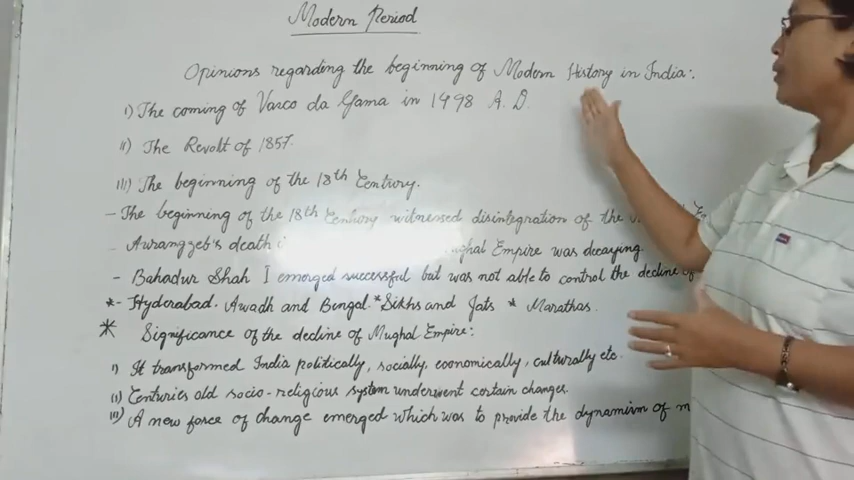 Modern Period
Opinions regarding the beginning of Modern History in India:.
i) The coming of Vasco da Gama in 1498 A.D.
ii) The Revolt of 1857.
iii) The beginning of the 18th Century.
- The beginning of the 18th Century witnessed disintegration of the
- Aurangzeb's death Empire was decaying.
- Bahadur Shah I emerged successful but was not able to control the decline of
*- Hyderabad. Awadh and Bengal. * Sikhs and Jats * Marathas.
* Significance of the decline of Mughal Empire:
i) It transformed India politically, socially, economically, culturally etc.
ii) Centuries old socio-religious system underwent certain changes.
iii) A new force of change emerged which was to provide the dynamism of